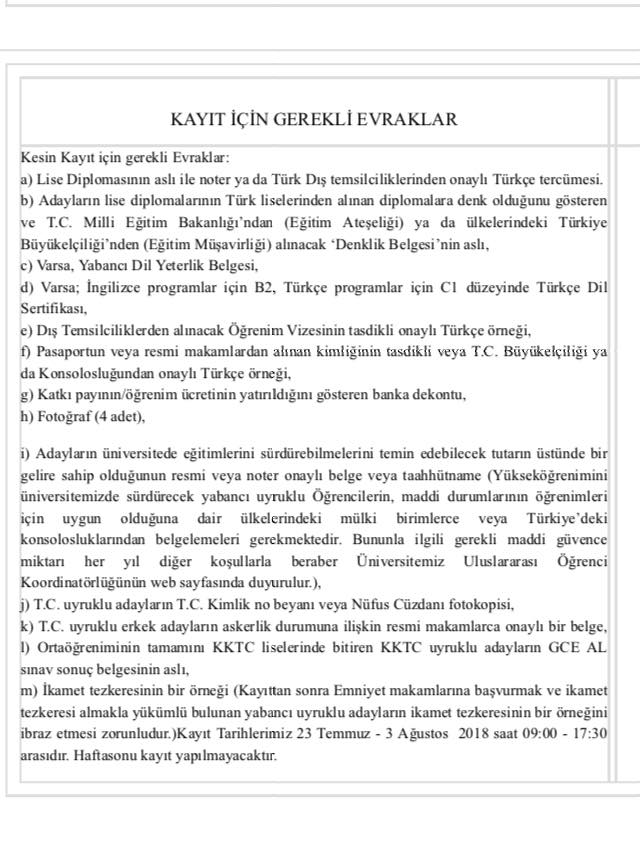 KAYIT İÇİN GEREKLİ EVRAKLAR
Kesin Kayıt için gerekli Evraklar:
a) Lise Diplomasının aslı ile noter ya da Türk Dış temsilciliklerinden onaylı Türkçe tercümesi.
b) Adayların lise diplomalarının Türk liselerinden alınan diplomalara denk olduğunu gösteren
ve T.C. Milli Eğitim Bakanlığı’ndan (Eğitim Ateşeliği) ya da ülkelerindeki Türkiye
Büyükelçiliği’nden (Eğitim Müşavirliği) alınacak ‘Denklik Belgesi’nin aslı,
c) Varsa, Yabancı Dil Yeterlik Belgesi,
d) Varsa; İngilizce programlar için B2, Türkçe programlar için C1 düzeyinde Türkçe Dil
Sertifikası,
e) Dış Temsilciliklerden alınacak Öğrenim Vizesinin tasdikli onaylı Türkçe örneği,
f) Pasaportun veya resmi makamlardan alınan kimliğinin tasdikli veya T.C. Büyükelçiliği ya
da Konsolosluğundan onaylı Türkçe örneği,
g) Katkı payının/öğrenim ücretinin yatırıldığını gösteren banka dekontu,
h) Fotoğraf (4 adet),
i) Adayların üniversitede eğitimlerini sürdürebilmelerini temin edebilecek tutarın üstünde bir
gelire sahip olduğunun resmi veya noter onaylı belge veya taahhütname (Yükseköğrenimini
üniversitemizde sürdürecek yabancı uyruklu Öğrencilerin, maddi durumlarının öğrenimleri
için uygun olduğuna dair ülkelerindeki mülki birimlerce veya Türkiye’deki
konsolosluklarından belgelemeleri gerekmektedir. Bununla ilgili gerekli maddi güvence
miktarı her yıl diğer koşullarla beraber Üniversitemiz Uluslararası Öğrenci
Koordinatörlüğünün web sayfasında duyurulur.),
j) T.C. uyruklu adayların T.C. Kimlik no beyanı veya Nüfus Cüzdanı fotokopisi,
k) T.C. uyruklu erkek adayların askerlik durumuna ilişkin resmi makamlarca onaylı bir belge,
l) Ortaöğreniminin tamamını KKTC liselerinde bitiren KKTC uyruklu adayların GCE AL
sınav sonuç belgesinin aslı,
m) İkamet tezkeresinin bir örneği (Kayıttan sonra Emniyet makamlarına başvurmak ve ikamet
tezkeresi almakla yükümlü bulunan yabancı uyruklu adayların ikamet tezkeresinin bir örneğini
ibraz etmesi zorunludur.)Kayıt Tarihlerimiz 23 Temmuz - 3 Ağustos 2018 saat 09:00 - 17:30
arasıdır. Haftasonu kayıt yapılmayacaktır.